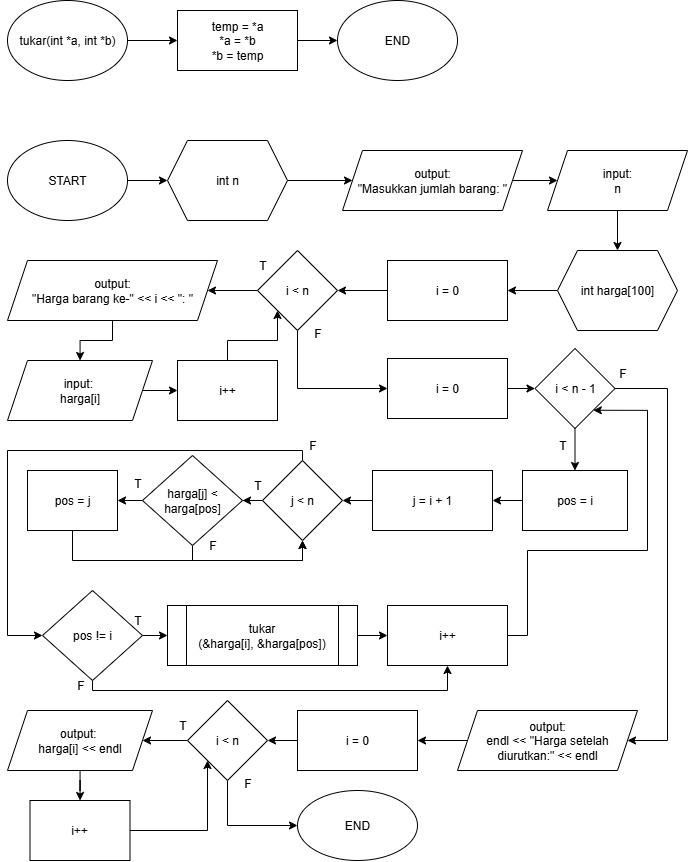 tukar(int *a, int *b)
temp = *a
*a = *b
*b = temp
END
START
int n
output:
"Masukkan jumlah barang: "
input:
n
output:
"Harga barang ke-" << i << ": "
T
i < n
F
i = 0
int harga[100]
input:
harga[i]
i++
i = 0
i < n - 1
F
T
pos = j
T
harga[j] <
harga[pos]
F
T
j < n
F
j = i + 1
pos = i
pos != i
T
F
tukar
(&harga[i], &harga[pos])
i++
output:
harga[i] << endl
T
i < n
F
i = 0
output:
endl << "Harga setelah
diurutkan:" << endl
i++
END